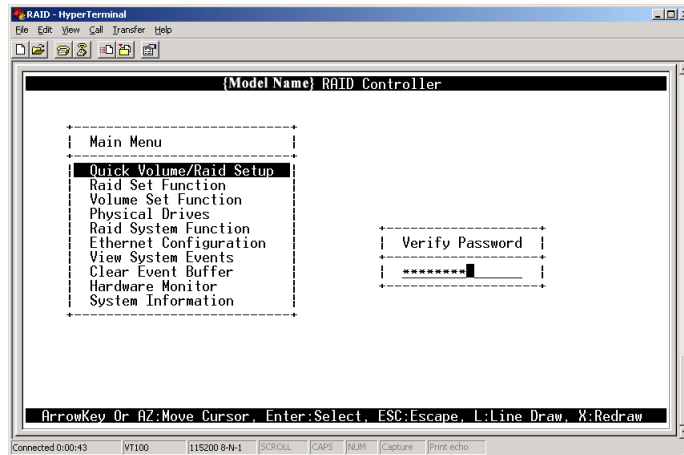 RAID - HyperTerminal
File Edit View Call Transfer Help
{Model Name} RAID Controller
Main Menu
Quick Volume/Raid Setup
Raid Set Function
Volume Set Function
Physical Drives
Raid System Function
Ethernet Configuration
View System Events
Clear Event Buffer
Hardware Monitor
System Information
Verify Password
********
ArrowKey Or AZ:Move Cursor, Enter:Select, ESC:Escape, L:Line Draw, X:Redraw
Connected 0:00:43 VT100 115200 8-N-1 SCROLL CAPS NUM Capture Print echo